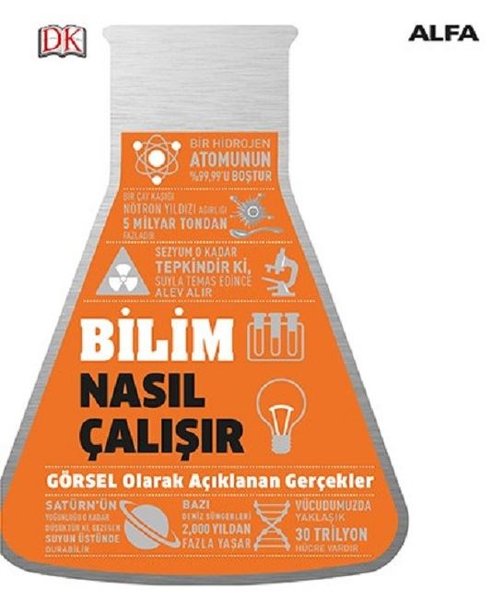 DK
ALFA
BİR HİDROJEN
ATOMUNUN
%99,99'U BOŞTUR
BİR ÇAY KAŞIĞI
NÖTRON YILDIZI AĞIRLIĞI
5 MİLYAR TONDAN
FAZLADIR
SEZYUM O KADAR
TEPKİNDİR Kİ,
SUYLA TEMAS EDİNCE
ALEV ALIR
BİLİM
NASIL
ÇALIŞIR
GÖRSEL Olarak Açıklanan Gerçekler
SATÜRN'ÜN
YOĞUNLUĞU O KADAR
DÜŞÜKTÜR Kİ, GEZEGEN
SUYUN ÜSTÜNDE
DURABİLİR
BAZI
DENİZ SÜNGERLERİ
2,000 YILDAN
FAZLA YAŞAR
VÜCUDUMUZDA
YAKLAŞIK
30 TRİLYON
HÜCRE VARDIR